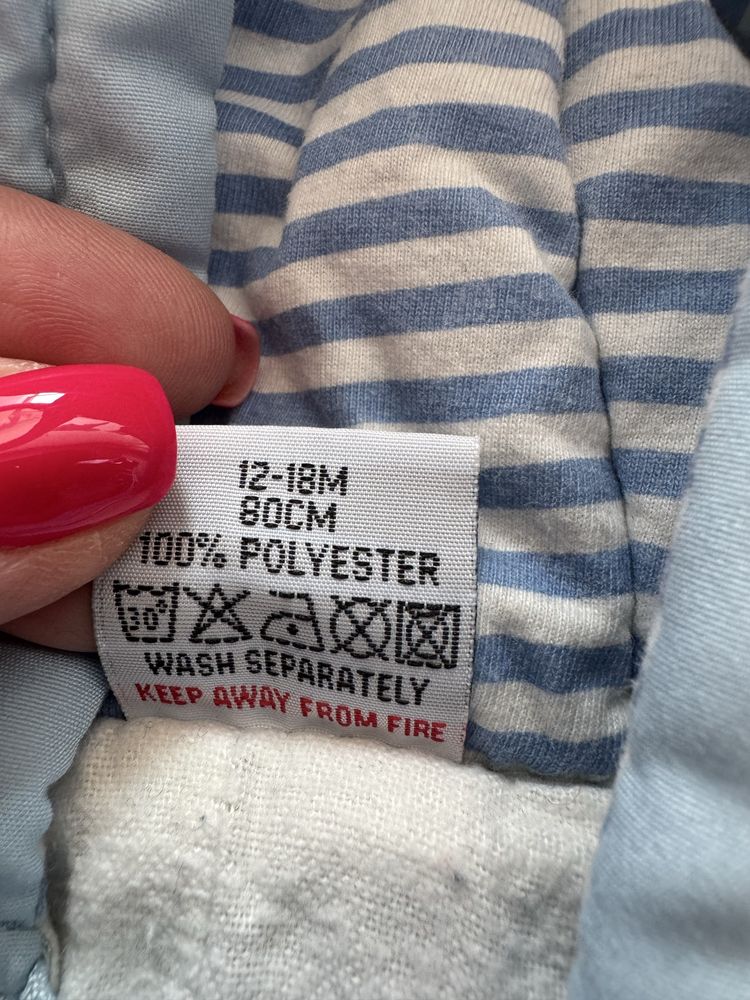 12-18M
80CM
100% POLYESTER
30°
WASH SEPARATELY
KEEP AWAY FROM FIRE